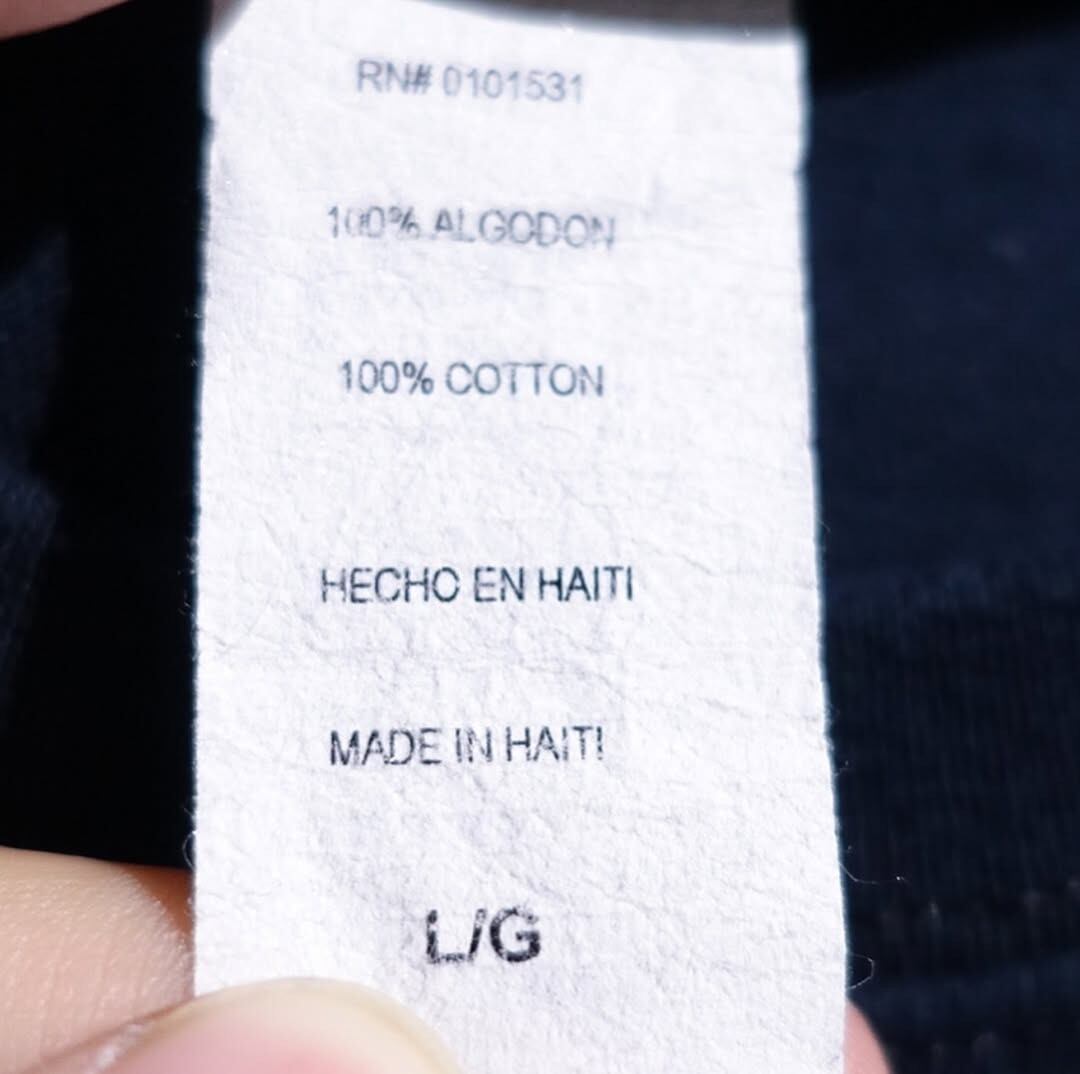 RN# 0101531
100% ALGODON
100% COTTON
HECHO EN HAITI
MADE IN HAITI
L/G